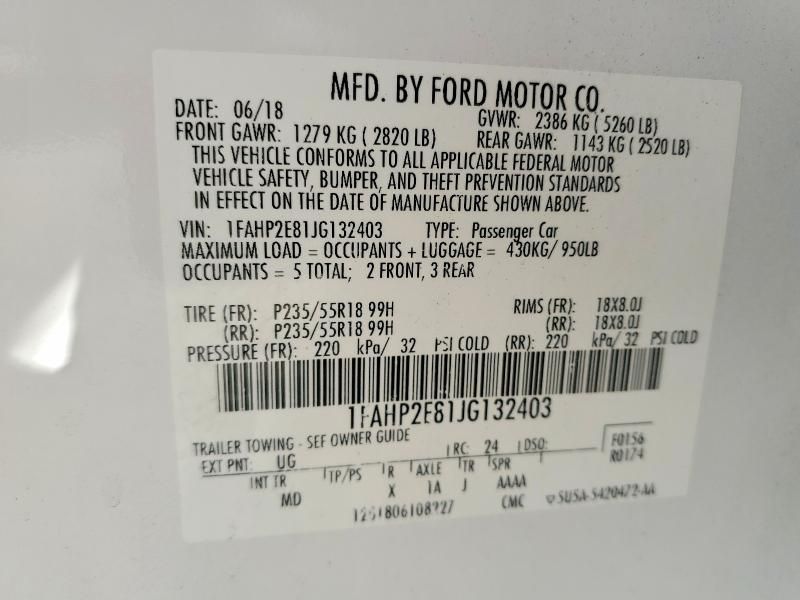 MFD. BY FORD MOTOR CO.
DATE: 06/18 GVWR: 2386 KG ( 5260 LB)
FRONT GAWR: 1279 KG ( 2820 LB) REAR GAWR: 1143 KG ( 2520 LB)
THIS VEHICLE CONFORMS TO ALL APPLICABLE FEDERAL MOTOR
VEHICLE SAFETY, BUMPER, AND THEFT PREVENTION STANDARDS
IN EFFECT ON THE DATE OF MANUFACTURE SHOWN ABOVE.
VIN: 1FAHP2E81JG132403 TYPE: Passenger Car
MAXIMUM LOAD = OCCUPANTS + LUGGAGE = 430KG/ 950LB
OCCUPANTS = 5 TOTAL; 2 FRONT, 3 REAR
TIRE (FR): P235/55R18 99H RIMS (FR): 18X8.0J
(RR): P235/55R18 99H (RR): 18X8.0J
PRESSURE (FR): 220 kPa/ 32 PSI COLD (RR): 220 kPa/ 32 PSI COLD
1FAHP2E81JG132403
TRAILER TOWING - SEE OWNER GUIDE
RC: 24 DSO: F0156
EXT PNT: UG R0174
INT TR TP/PS R AXLE TR SPR
MD X IA J AAAA
CMC 5U5A-5420472-AA